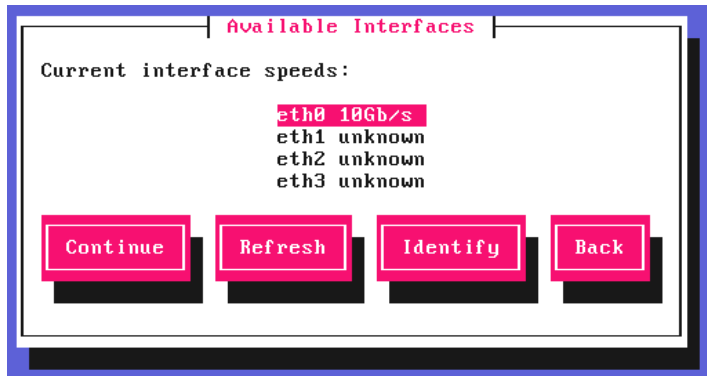 Available Interfaces
Current interface speeds:
eth0 10Gb/s
eth1 unknown
eth2 unknown
eth3 unknown
Continue Refresh Identify Back